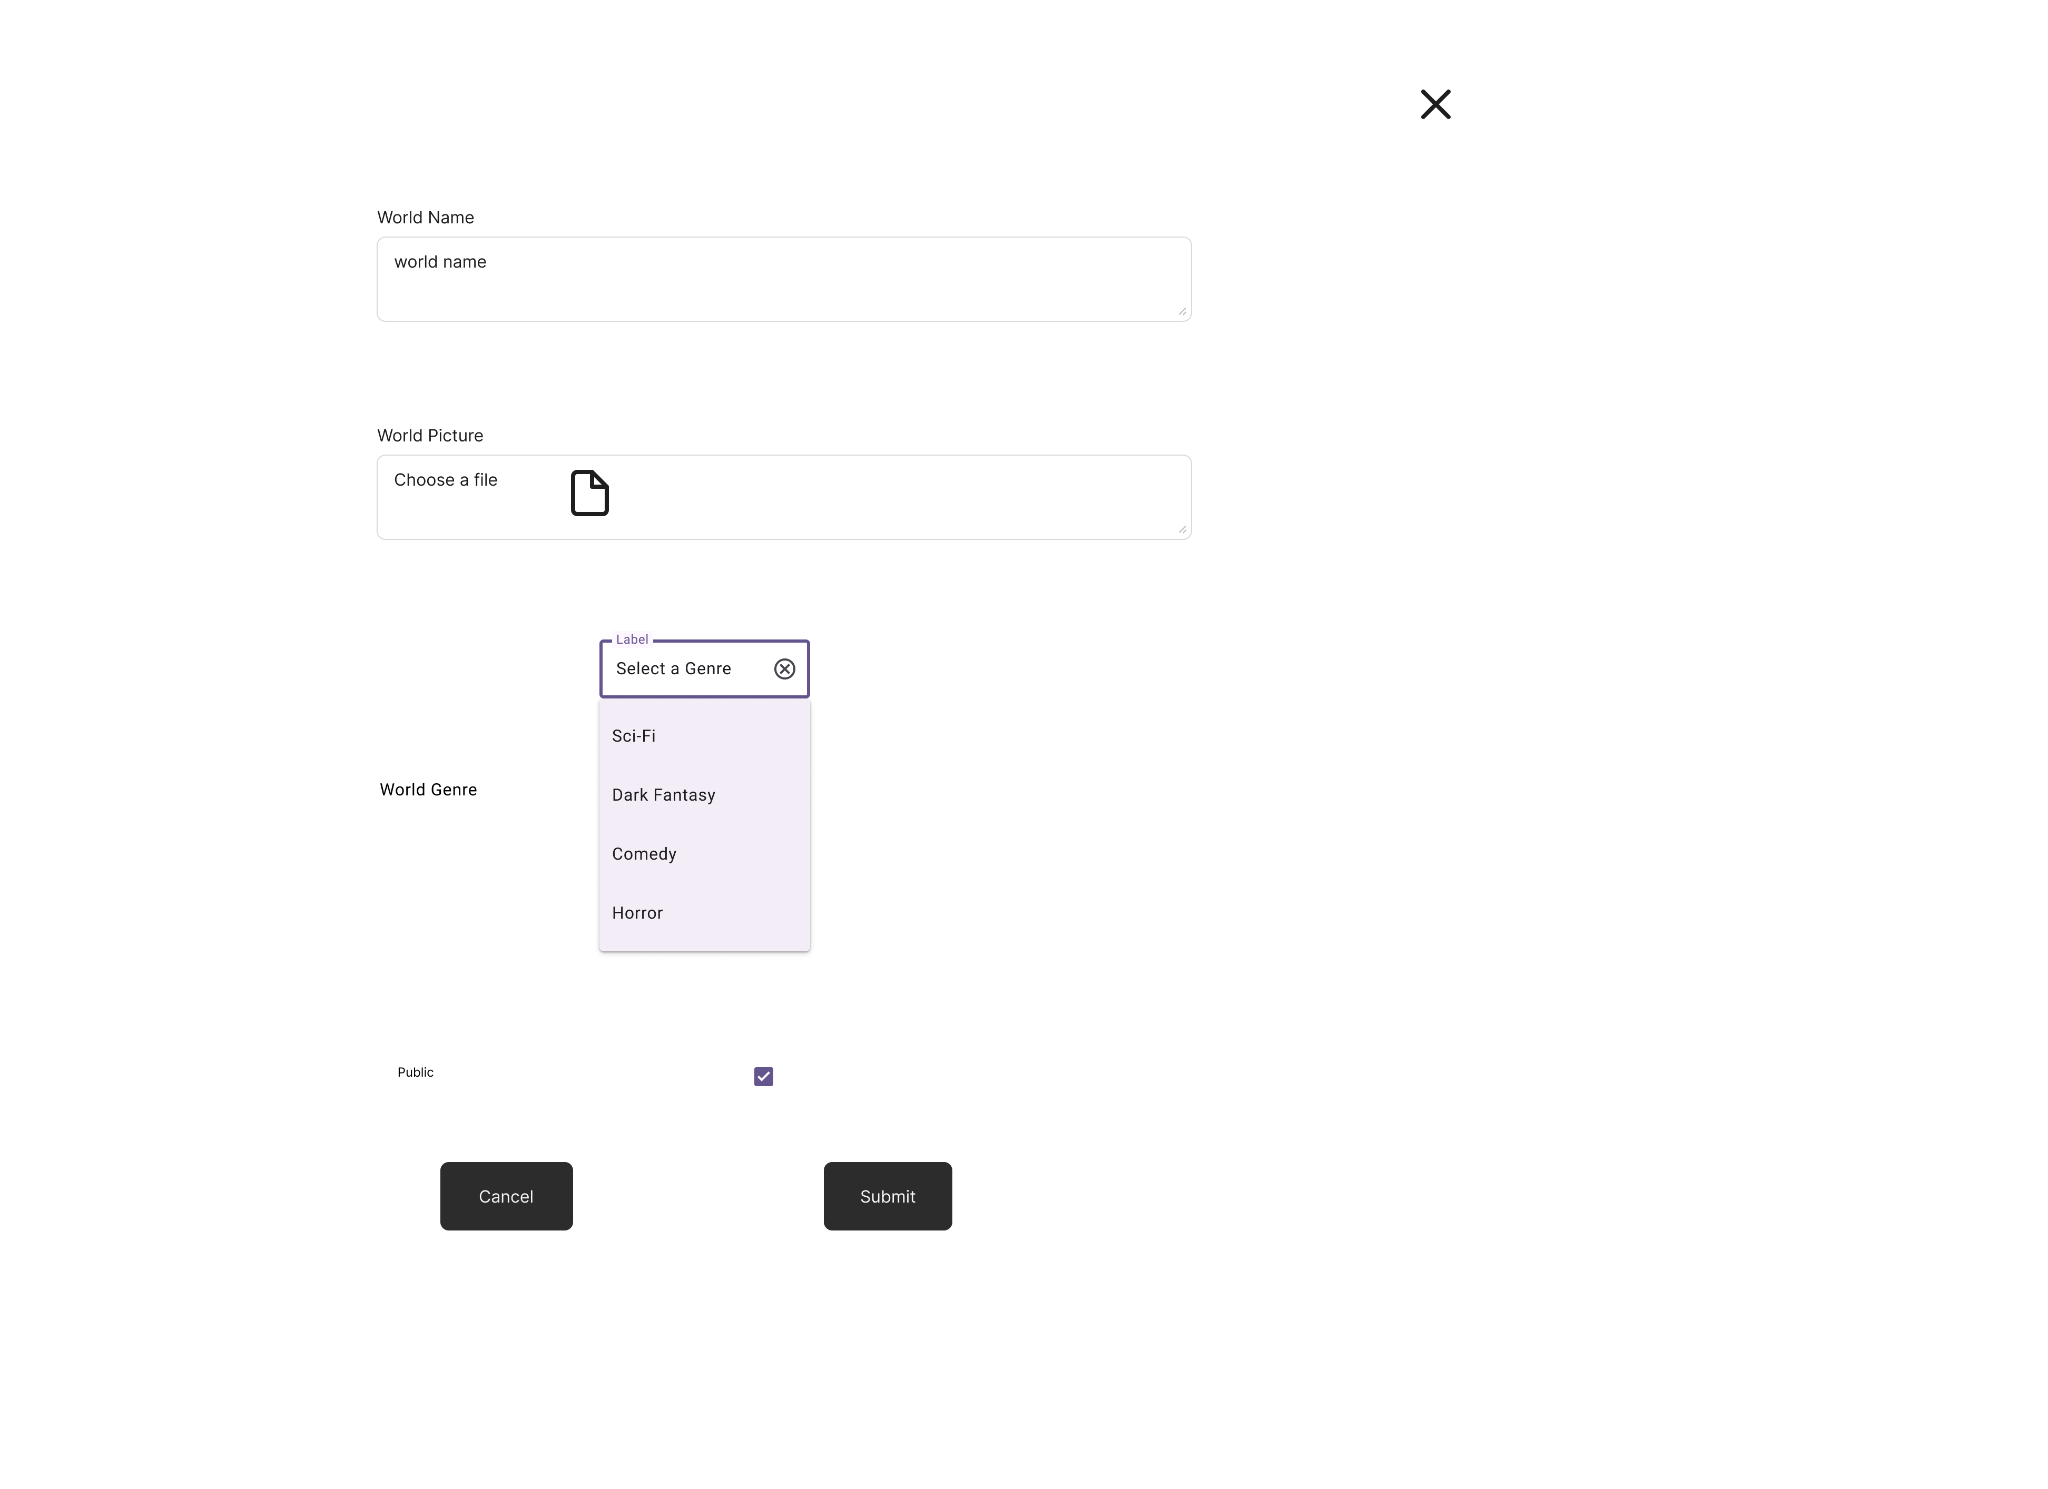 World Name
world name
World Picture
Choose a file
Label
Select a Genre
Sci-Fi
World Genre
Dark Fantasy
Comedy
Horror
Public
Cancel
Submit